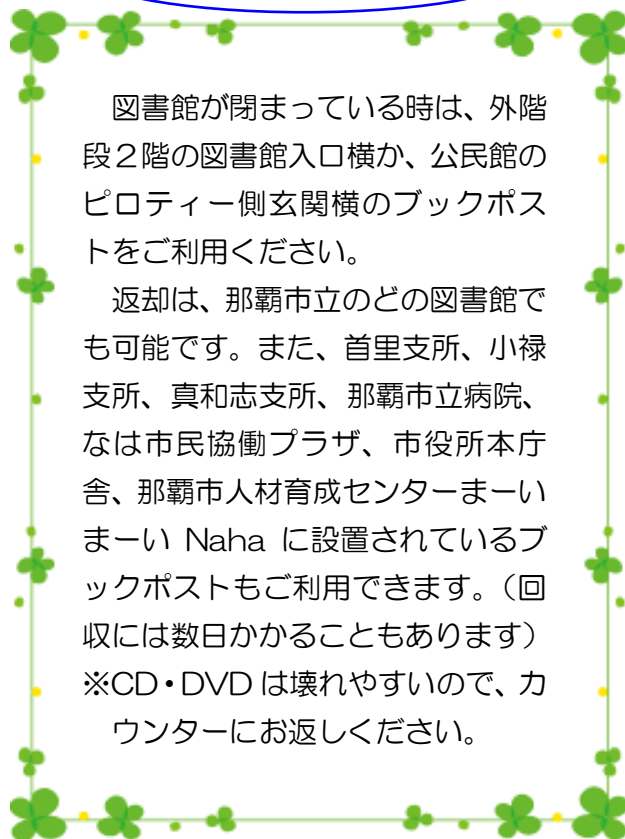 図書館が閉まっている時は、外階
段２階の図書館入口横か、公民館の
ピロティー側玄関横のブックポス
トをご利用ください。
返却は、那覇市立のどの図書館で
も可能です。また、首里支所、小禄
支所、真和志支所、那覇市立病院、
なは市民協働プラザ、市役所本庁
舎、那覇市人材育成センターまーい
まーい Naha に設置されているブ
ックポストもご利用できます。（回
収には数日かかることもあります）
※CD・DVD は壊れやすいので、カ
ウンターにお返しください。